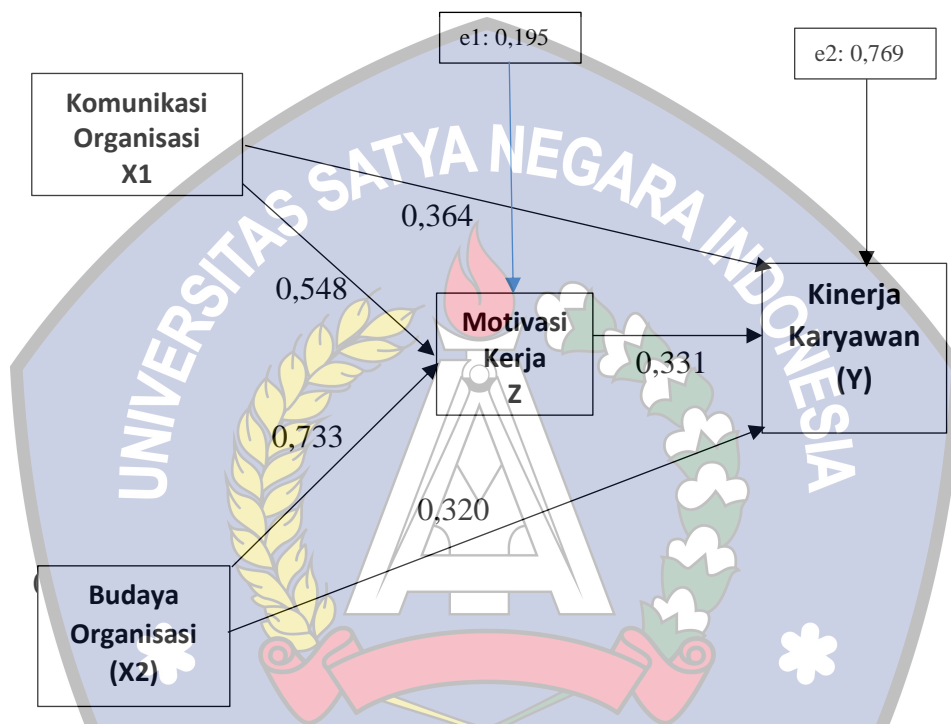 e1: 0,195
e2: 0,769
Komunikasi
Organisasi
X1
UNIVERSITAS SATYA NEGARA INDONESIA
0,364
0,548
Motivasi
Kerja
Z
Kinerja
Karyawan
(Y)
0,331
0,733
0,320
Budaya
Organisasi
(X2)